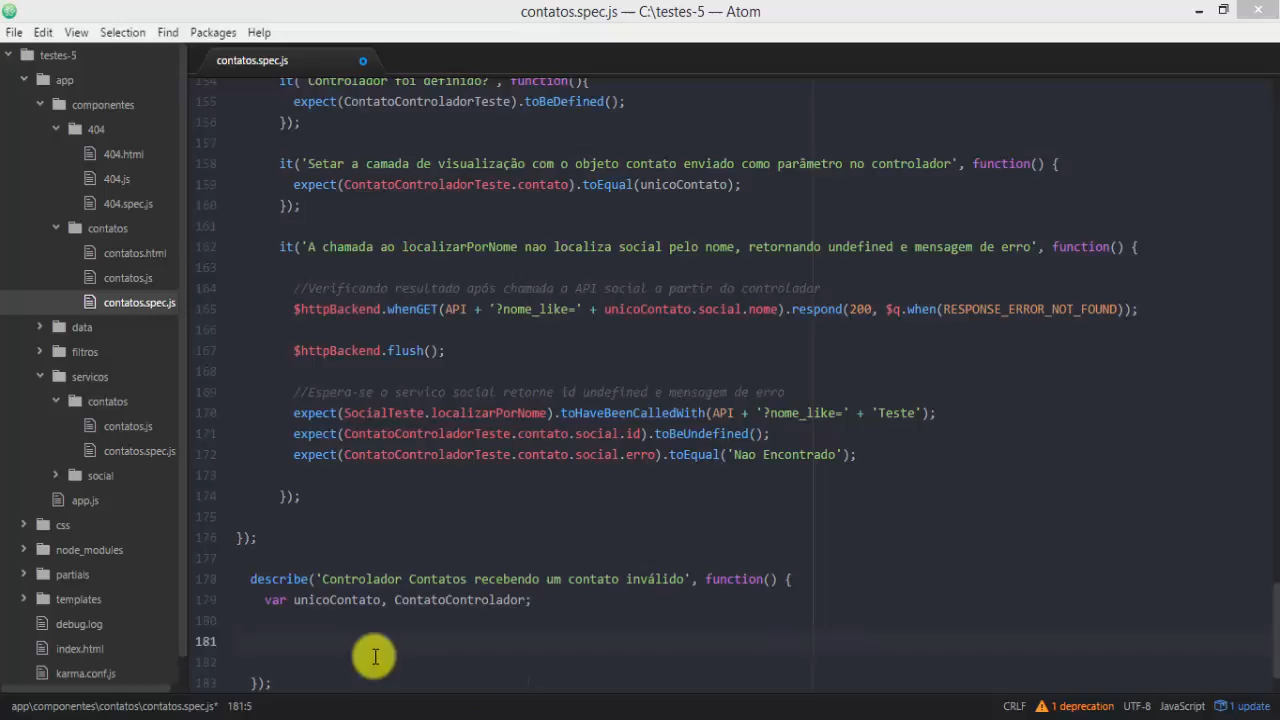 contatos.spec.js — C:\testes-5 — Atom
File Edit View Selection Find Packages Help
testes-5
app
componentes
404
404.html
404.js
404.spec.js
contatos
contatos.html
contatos.js
contatos.spec.js
data
filtros
servicos
contatos
contatos.js
contatos.spec.js
social
app.js
css
node_modules
partiais
templates
debug.log
index.html
karma.conf.js
contatos.spec.js
154 it('Controlador foi definido?', function(){
155 expect(ContatoControladorTeste).toBeDefined();
156 });
157
158 it('Setar a camada de visualização com o objeto contato enviado como parâmetro no controlador', function() {
159 expect(ContatoControladorTeste.contato).toEqual(unicoContato);
160 });
161
162 it('A chamada ao localizarPorNome nao localiza social pelo nome, retornando undefined e mensagem de erro', function() {
163
164 //Verificando resultado após chamada a API social a partir do controlador
165 $httpBackend.whenGET(API + '?nome_like=' + unicoContato.social.nome).respond(200, $q.when(RESPONSE_ERROR_NOT_FOUND));
166
167 $httpBackend.flush();
168
169 //Espera-se o servico social retorne id undefined e mensagem de erro
170 expect(SocialTeste.localizarPorNome).toHaveBeenCalledWith(API + '?nome_like=' + 'Teste');
171 expect(ContatoControladorTeste.contato.social.id).toBeUndefined();
172 expect(ContatoControladorTeste.contato.social.erro).toEqual('Nao Encontrado');
173
174 });
175
176 });
177
178 describe('Controlador Contatos recebendo um contato inválido', function() {
179 var unicoContato, ContatoControlador;
180
181
182
183 });
app\componentes\contatos\contatos.spec.js* 181:5 CRLF 1 deprecation UTF-8 JavaScript 1 update